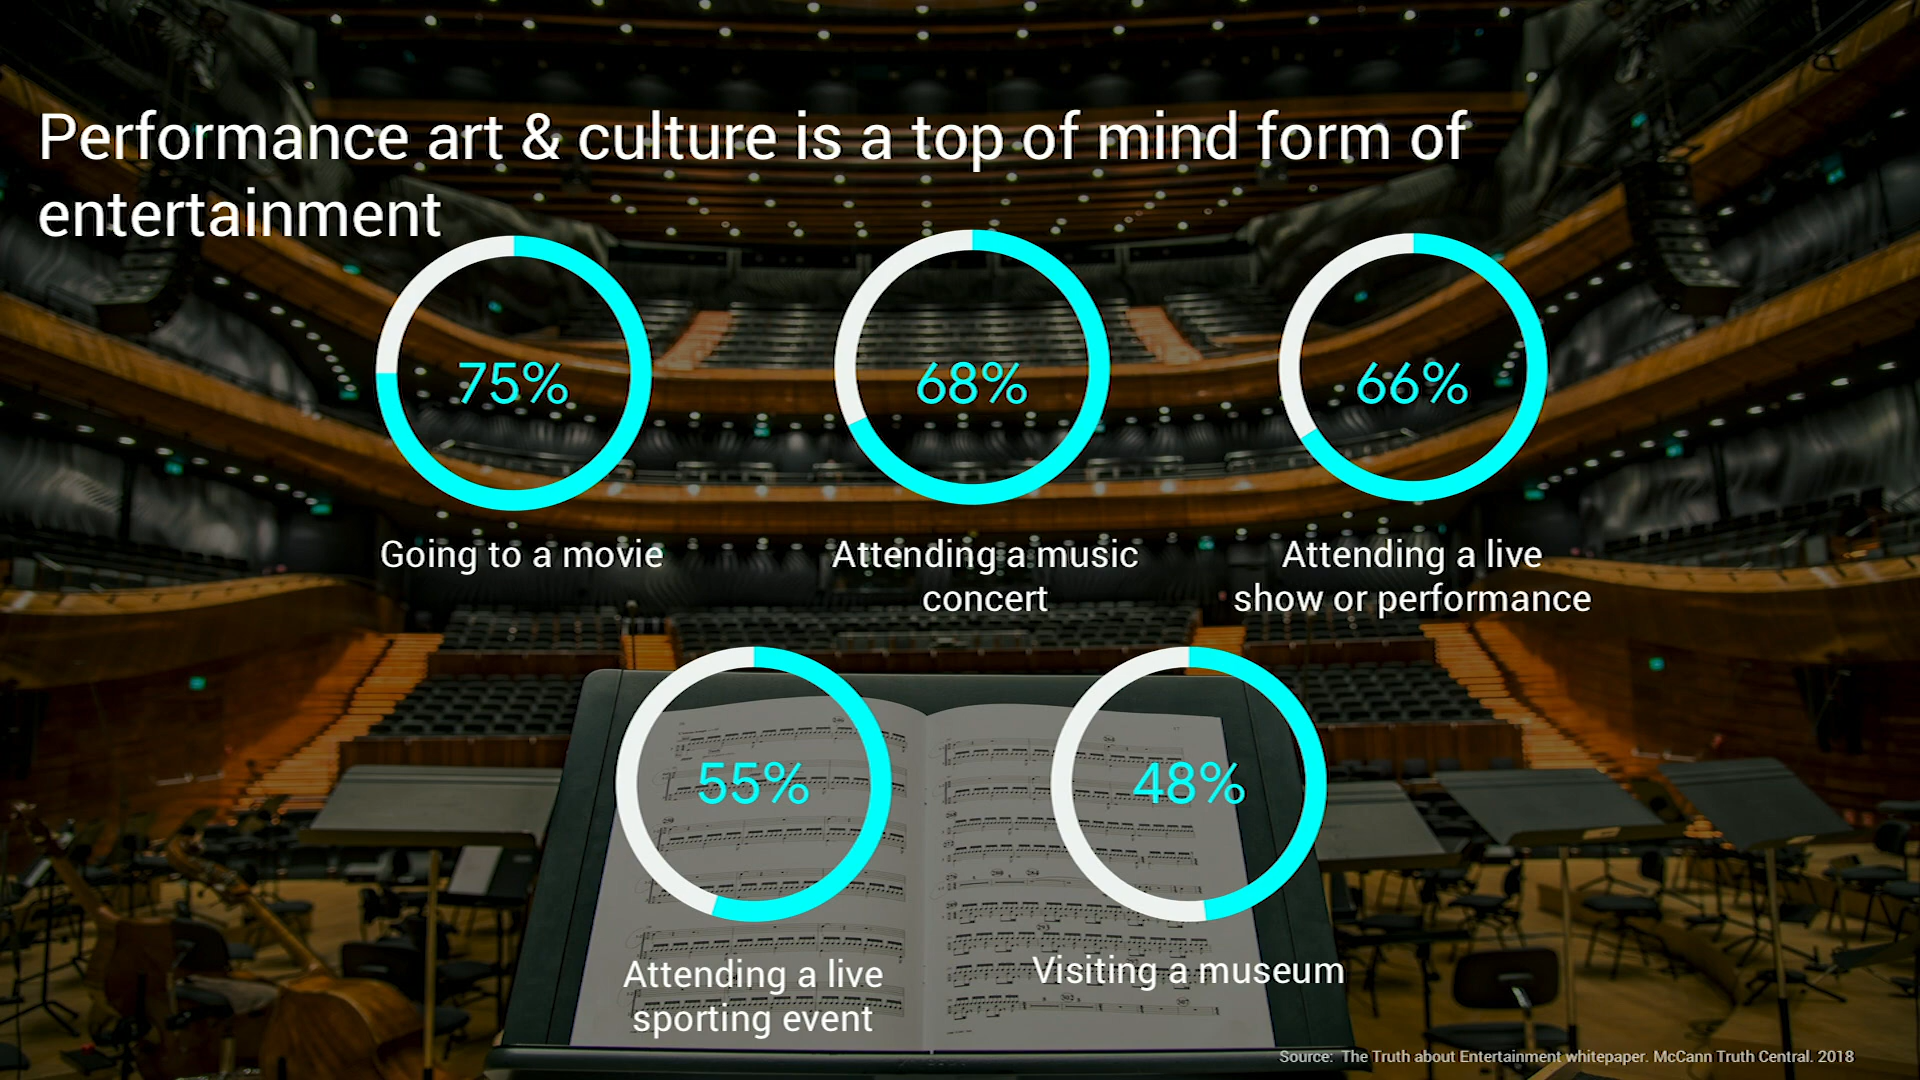 Performance art & culture is a top of mind form of
entertainment
75%
68%
66%
Going to a movie
Attending a music
concert
Attending a live
show or performance
55%
48%
Attending a live
sporting event
Visiting a museum
Source: The Truth about Entertainment whitepaper. McCann Truth Central. 2018